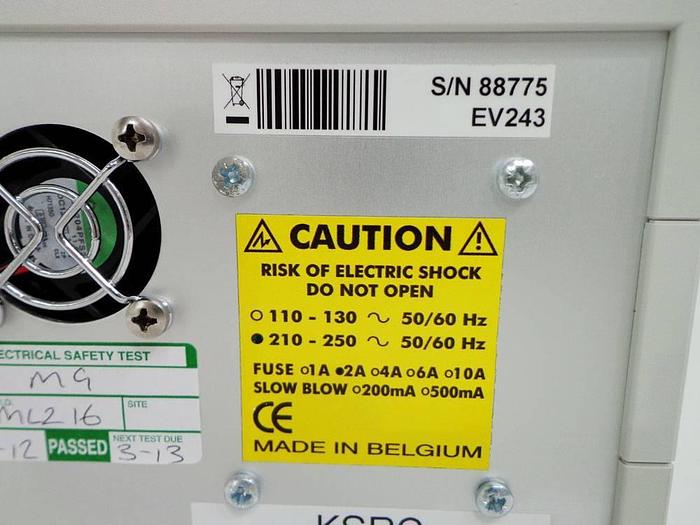 S/N 88775
EV243
CAUTION
RISK OF ELECTRIC SHOCK
DO NOT OPEN
○ 110 - 130 ~ 50/60 Hz
● 210 - 250 ~ 50/60 Hz
FUSE ○1A ●2A ○4A ○6A ○10A
SLOW BLOW ○200mA ○500mA
CE
MADE IN BELGIUM
ECTRICAL SAFETY TEST
MG
ML216
SITE
-12 PASSED NEXT TEST DUE
3-13